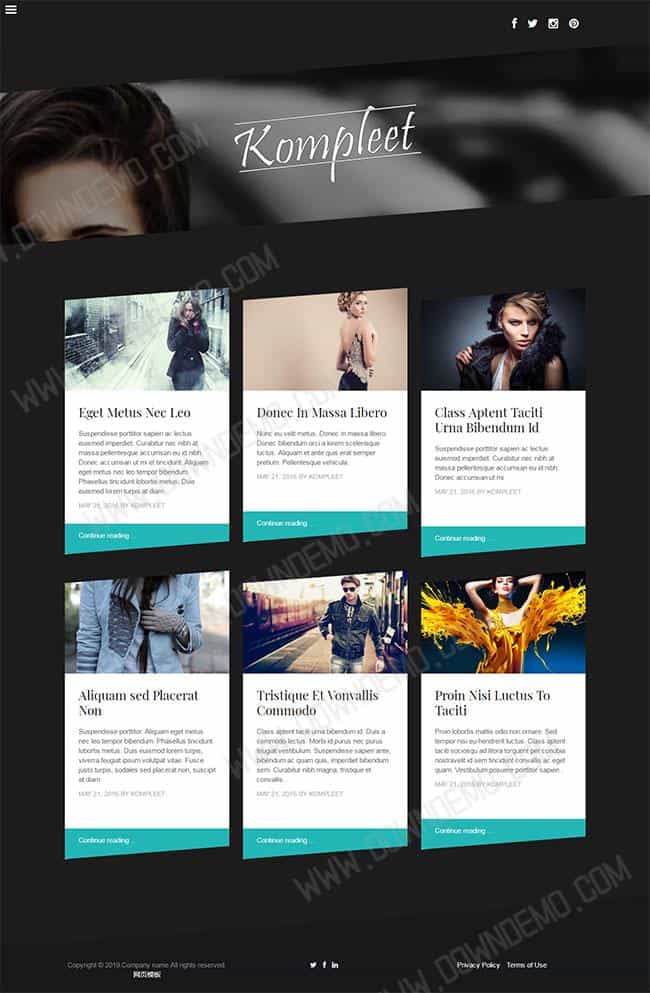 Kompleet
Eget Metus Nec Leo
Suspendisse porttitor sapien ac lectus
euismod imperdiet. Curabitur nec nibh at
massa pellentesque accumsan eu id nibh.
Donec accumsan ut mi et tincidunt. Aliquam
eget metus nec leo tempor bibendum.
Phasellus tincidunt lobortis metus. Duis
euismod lorem turpis at diam.
MAY 21, 2016 BY KOMPLEET
Continue reading ...
Donec In Massa Libero
Nunc eu velit metus. Donec in massa libero.
Donec bibendum orci a lorem scelerisque
luctus. Aliquam et ante quis erat semper
pretium. Pellentesque vehicula.
MAY 21, 2016 BY KOMPLEET
Continue reading ...
Class Aptent Taciti
Urna Bibendum Id
Suspendisse porttitor sapien ac lectus
euismod imperdiet. Curabitur nec nibh at
massa pellentesque accumsan eu id nibh.
Donec accumsan ut mi
MAY 21, 2016 BY KOMPLEET
Continue reading ...
Aliquam sed Placerat
Non
Suspendisse porttitor. Aliquam eget metus
nec leo tempor bibendum. Phasellus tincidunt
lobortis metus. Duis euismod lorem turpis,
viverra feugiat ipsum volutpat vitae. Fusce
justo turpis, sodales sed placerat non, suscipit
at diam.
MAY 21, 2016 BY KOMPLEET
Continue reading ...
Tristique Et Vonvallis
Commodo
Class aptent taciti urna bibendum id. Duis a
commodo lectus. Morbi id purus nec purus
feugiat vestibulum. Suspendisse sapien ante,
bibendum ac quam quis, imperdiet bibendum
sem. Curabitur nibh magna, tristique et
convallis.
MAY 21, 2016 BY KOMPLEET
Continue reading ...
Proin Nisi Luctus To
Taciti
Proin lobortis mattis odio non ornare. Sed
tempor nisi eu hendrerit luctus. Class aptent
taciti sociosqu ad litora torquent per conubia
nostravelit id sem tincidunt convallis ac eget
quam. Vestibulum posuere porttitor sapien.
MAY 21, 2016 BY KOMPLEET
Continue reading ...
Copyright © 2019.Company name All rights reserved.
网页模板
Privacy Policy Terms of Use
WWW.DOWNDEMO.COM
WWW.DOWNDEMO.COM
WWW.DOWNDEMO.COM
WWW.DOWNDEMO.COM